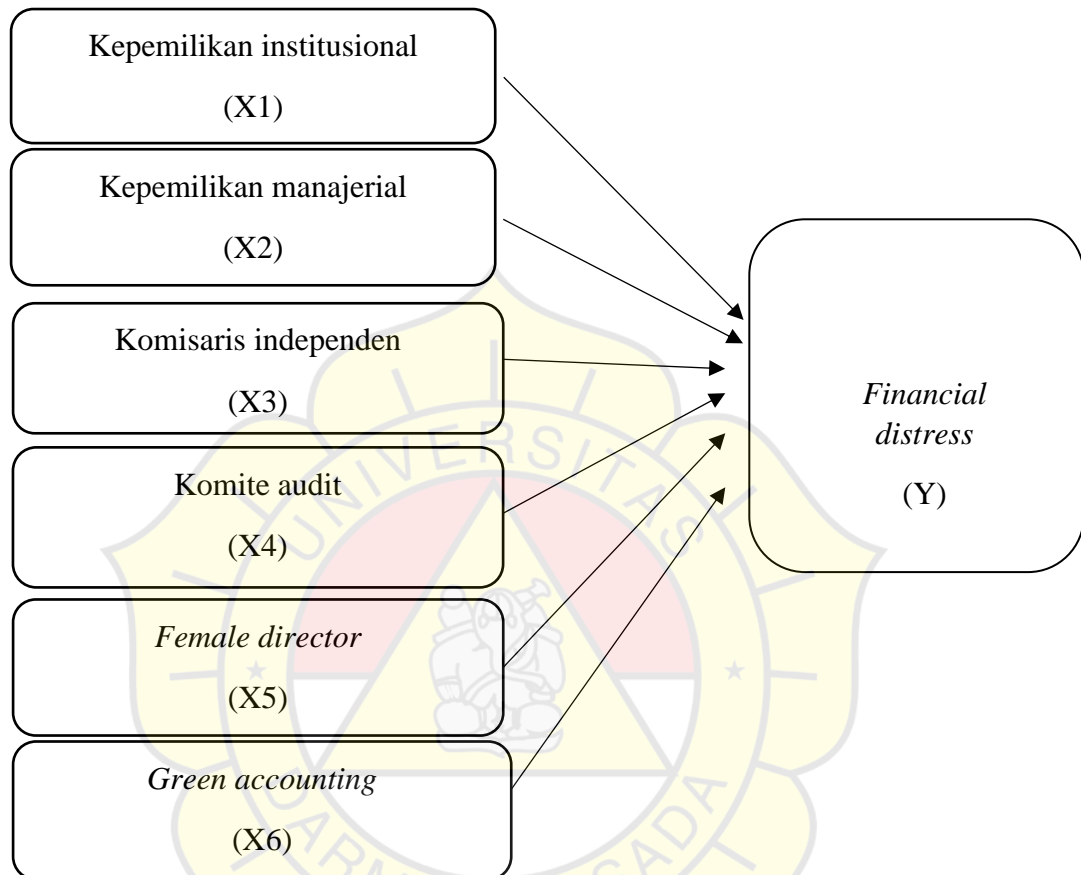 Kepemilikan institusional
(X1)
Kepemilikan manajerial
(X2)
Komisaris independen
(X3)
Komite audit
(X4)
Female director
(X5)
Green accounting
(X6)
Financial
distress
(Y)
UNIVERSITAS